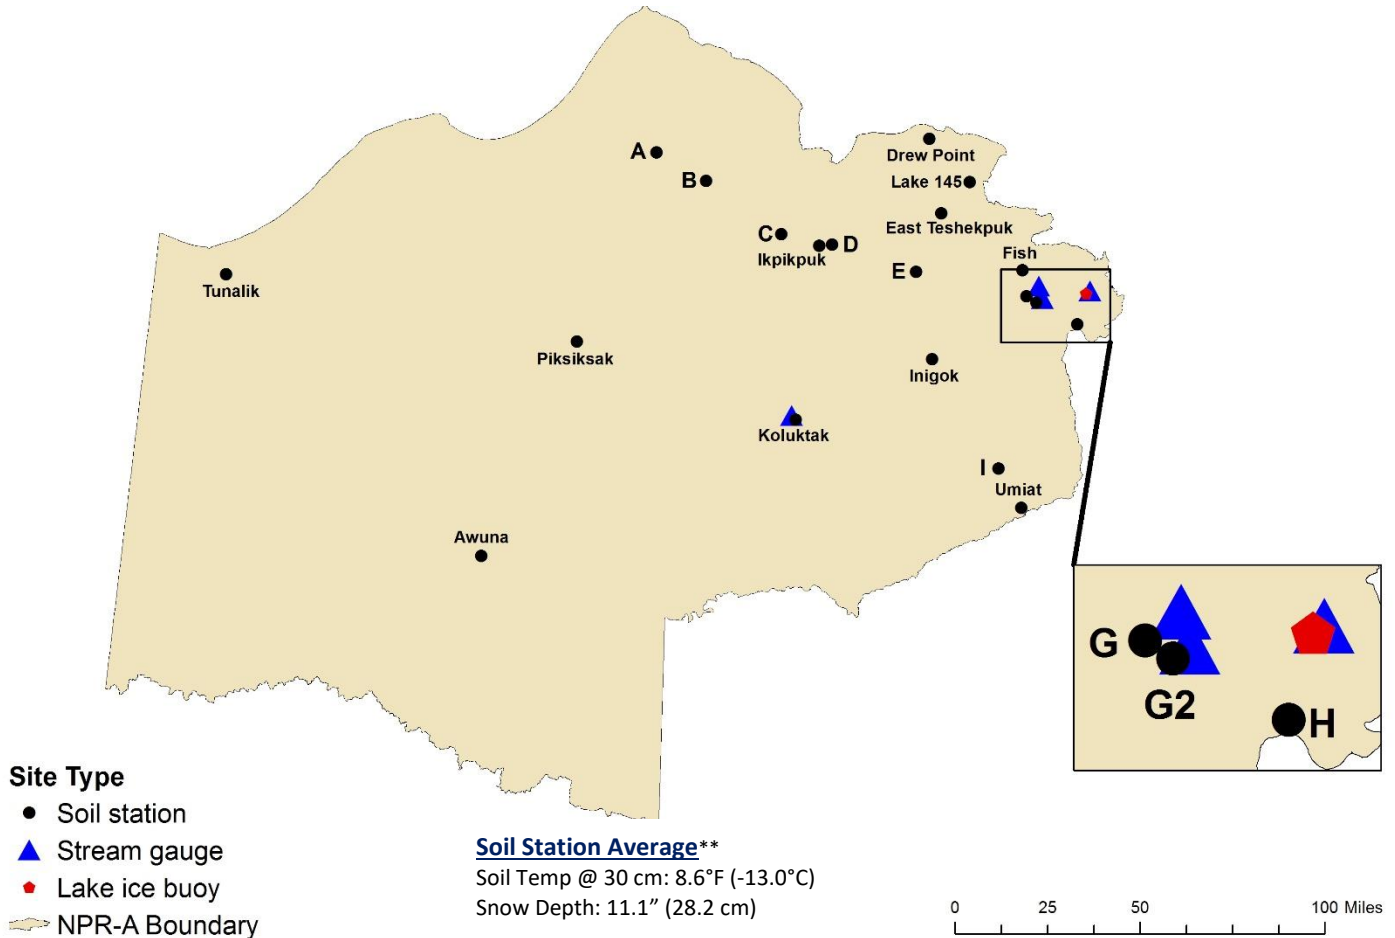 A
Drew Point
B
Lake 145
East Teshekpuk
C
D
Ikpikpuk
Fish
E
Tunalik
Piksiksak
Inigok
Koluktak
I
Umiat
Awuna
G
G2
H
Site Type
Soil station
Stream gauge
Lake ice buoy
NPR-A Boundary
Soil Station Average**
Soil Temp @ 30 cm: 8.6°F (-13.0°C)
Snow Depth: 11.1” (28.2 cm)
0 25 50 100 Miles